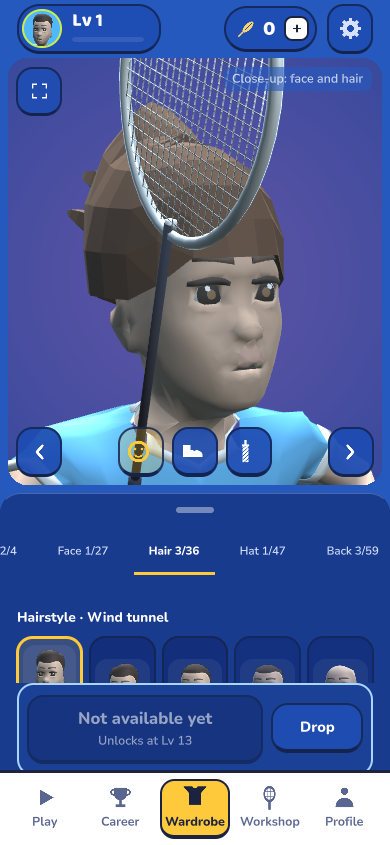 Lv 1
0
+
Close-up: face and hair
2/4
Face 1/27
Hair 3/36
Hat 1/47
Back 3/59
Hairstyle · Wind tunnel
Not available yet
Unlocks at Lv 13
Drop
Play
Career
Wardrobe
Workshop
Profile